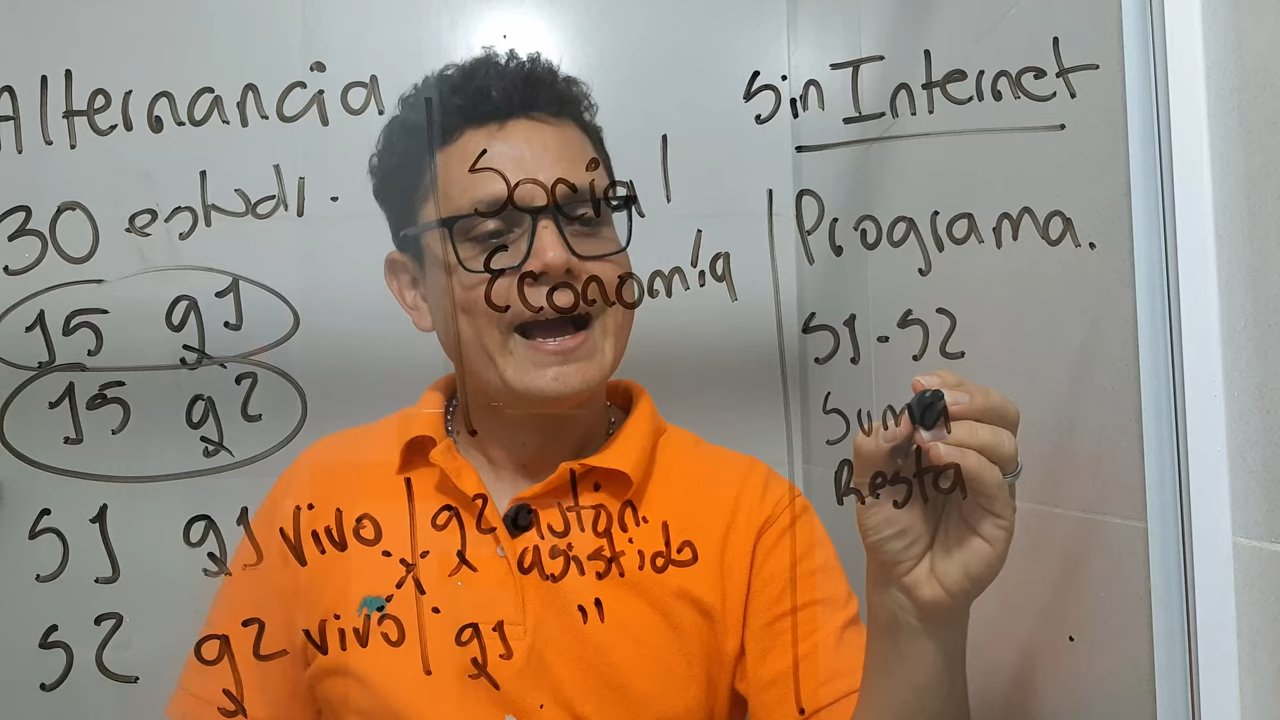 Alternancia
30 estudi.
15 g1
15 g2
S1 g1 vivo g2 autón.
asistido
S2 g2 vivo g1 "
Social
Economía
Sin Internet
Programa.
S1-S2
Suma
Resta